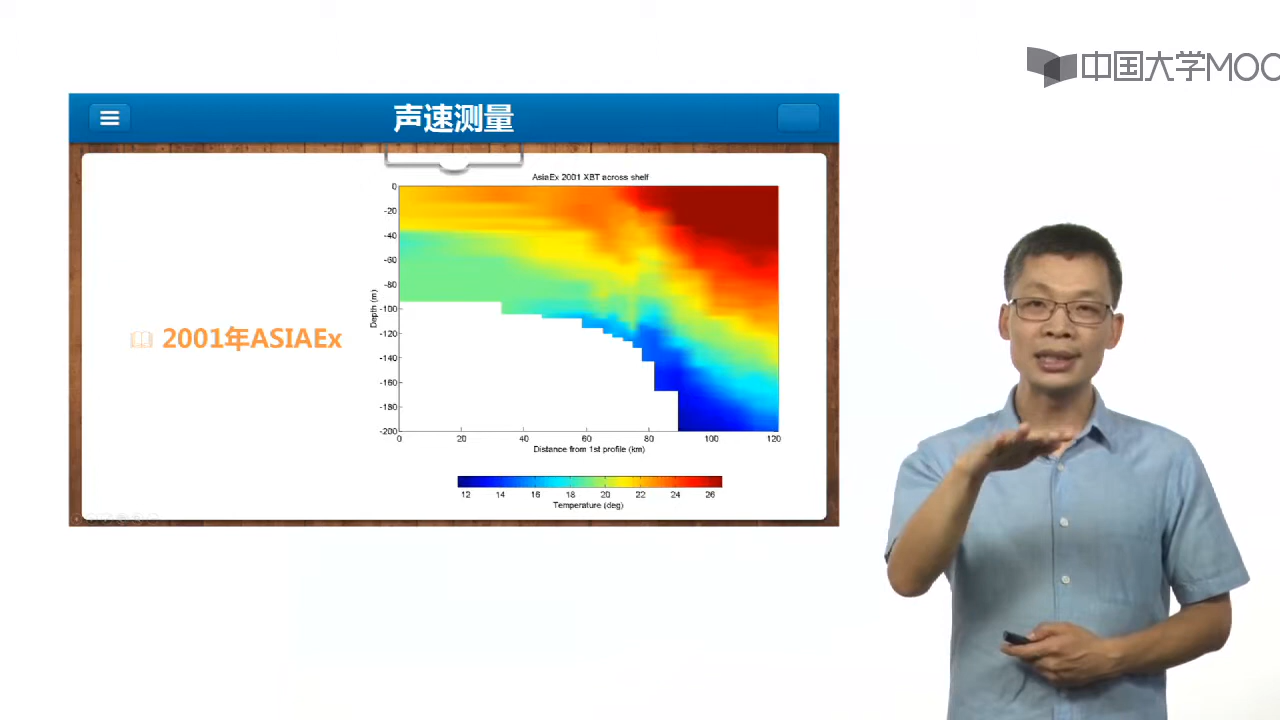 中国大学MOO
声速测量
AsiaEx 2001 XBT across shelf
0
-20
-40
-60
-80
-100
-120
-140
-160
-180
-200
Depth (m)
2001年ASIAEx
0 20 40 60 80 100 120
Distance from 1st profile (km)
12 14 16 18 20 22 24 26
Temperature (deg)